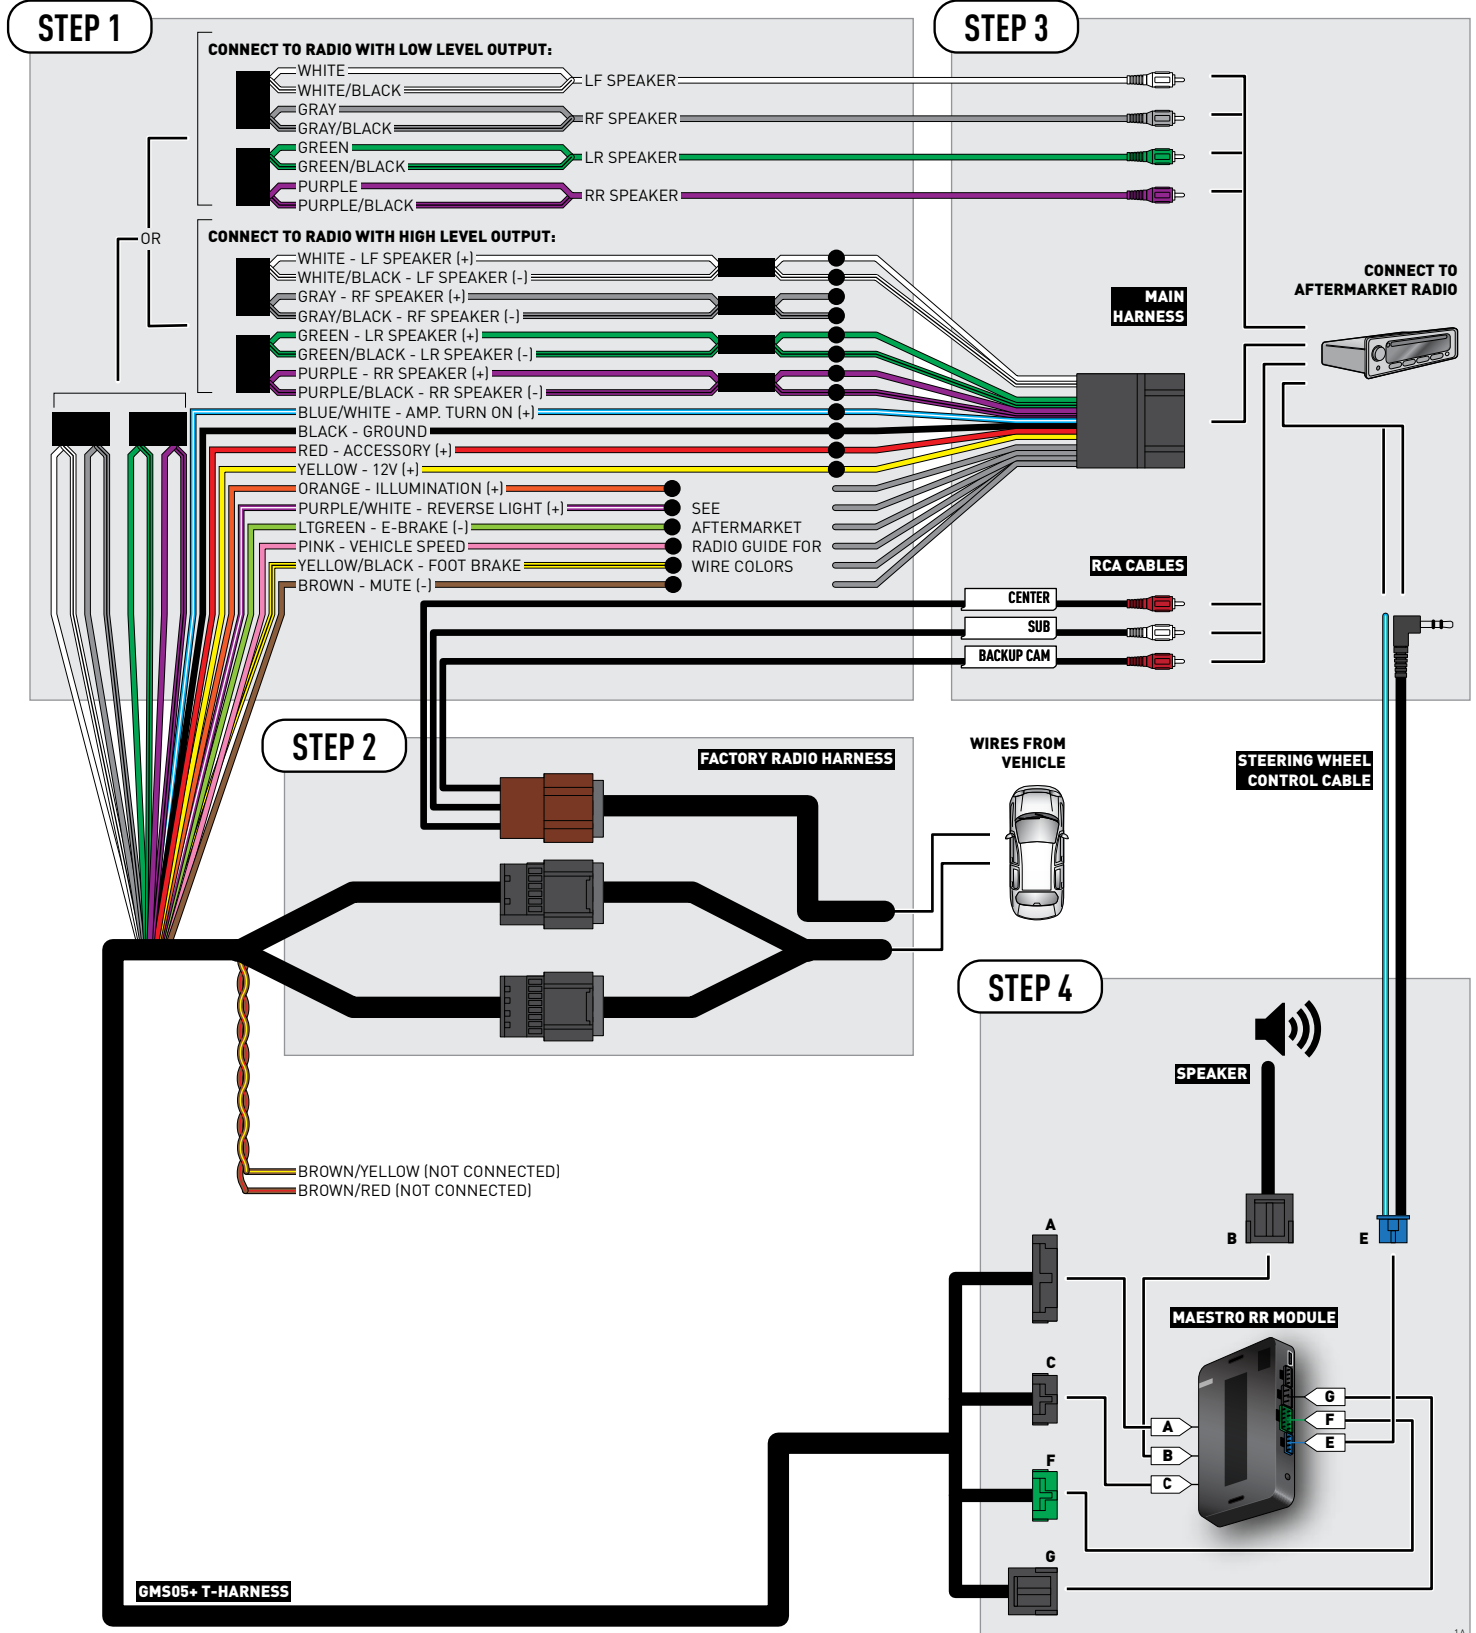 STEP 1
CONNECT TO RADIO WITH LOW LEVEL OUTPUT:
WHITE
WHITE/BLACK
LF SPEAKER
GRAY
GRAY/BLACK
RF SPEAKER
GREEN
GREEN/BLACK
LR SPEAKER
PURPLE
PURPLE/BLACK
RR SPEAKER
OR
CONNECT TO RADIO WITH HIGH LEVEL OUTPUT:
WHITE - LF SPEAKER (+)
WHITE/BLACK - LF SPEAKER (-)
GRAY - RF SPEAKER (+)
GRAY/BLACK - RF SPEAKER (-)
GREEN - LR SPEAKER (+)
GREEN/BLACK - LR SPEAKER (-)
PURPLE - RR SPEAKER (+)
PURPLE/BLACK - RR SPEAKER (-)
BLUE/WHITE - AMP. TURN ON (+)
BLACK - GROUND
RED - ACCESSORY (+)
YELLOW - 12V (+)
ORANGE - ILLUMINATION (+)
PURPLE/WHITE - REVERSE LIGHT (+)
LTGREEN - E-BRAKE (-)
PINK - VEHICLE SPEED
YELLOW/BLACK - FOOT BRAKE
BROWN - MUTE (-)
SEE
AFTERMARKET
RADIO GUIDE FOR
WIRE COLORS
STEP 3
MAIN
HARNESS
CONNECT TO
AFTERMARKET RADIO
RCA CABLES
CENTER
SUB
BACKUP CAM
STEP 2
FACTORY RADIO HARNESS
WIRES FROM
VEHICLE
STEERING WHEEL
CONTROL CABLE
BROWN/YELLOW (NOT CONNECTED)
BROWN/RED (NOT CONNECTED)
STEP 4
SPEAKER
A
B
E
MAESTRO RR MODULE
C
G
F
E
A
B
C
F
G
GMS05+ T-HARNESS
1A